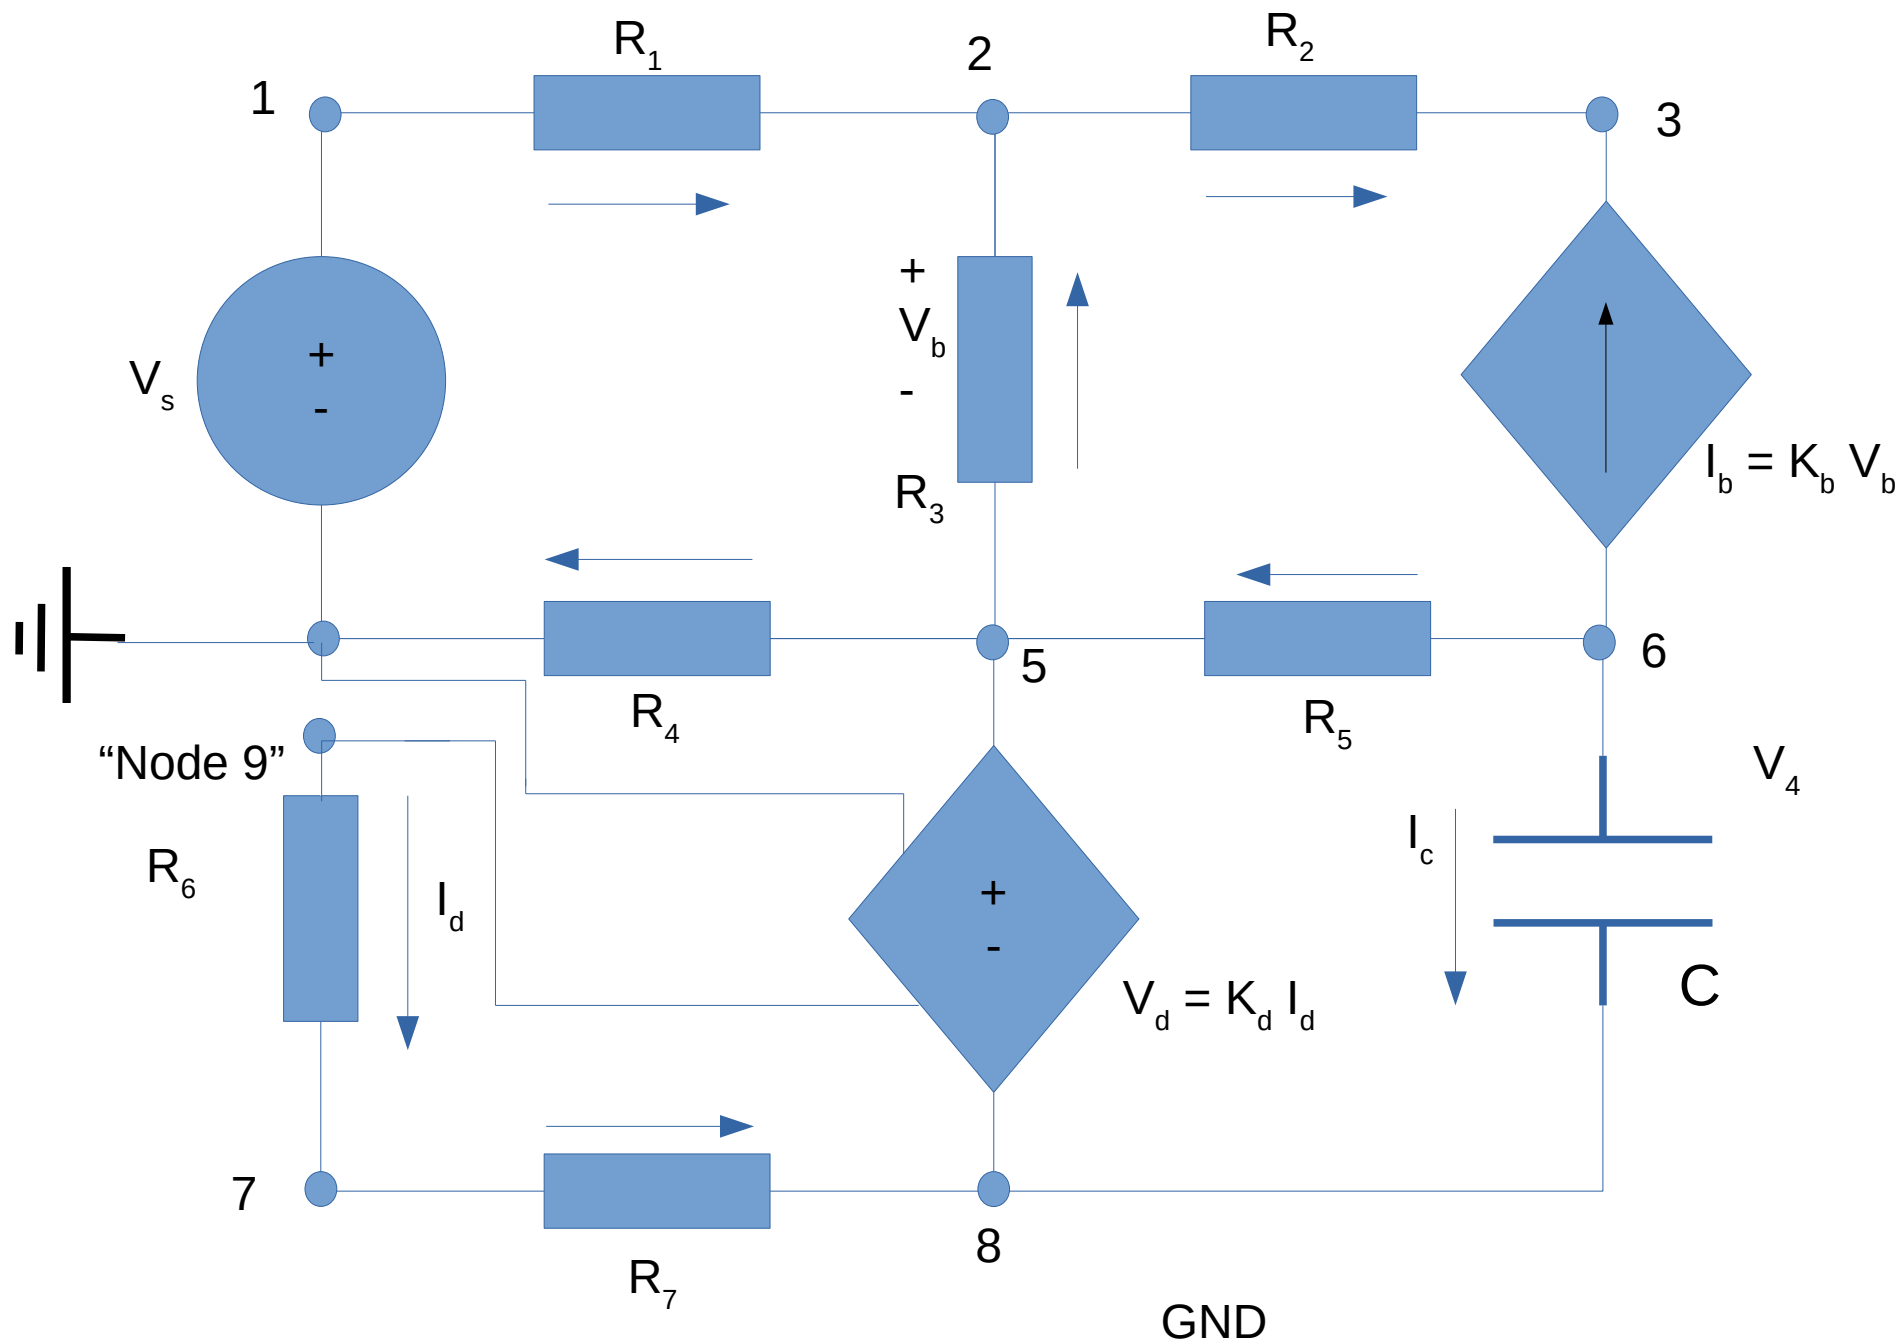 R1
2
R2
1
3
+
Vb
-
Vs
+
-
Ib = Kb Vb
R3
5
6
R4
R5
“Node 9”
V4
R6
Id
Ic
+
-
Vd = Kd Id
C
7
8
R7
GND